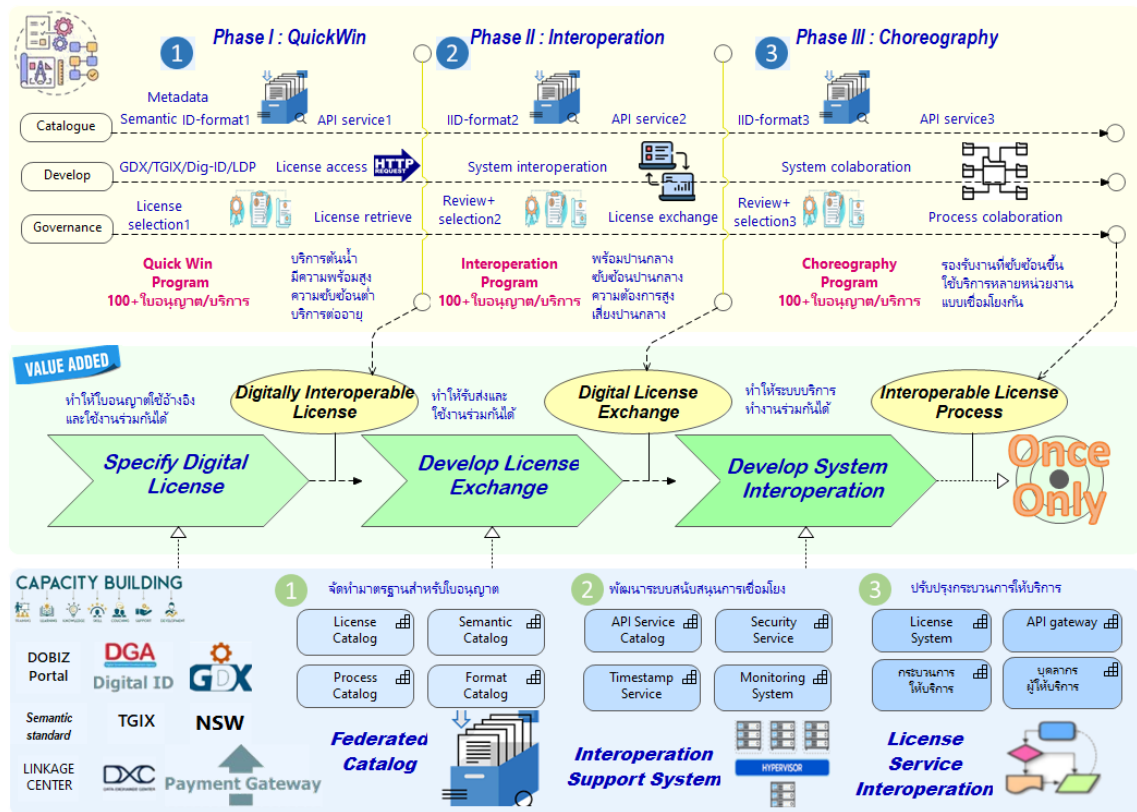 1 Phase I : QuickWin
2 Phase II : Interoperation
3 Phase III : Choreography
Catalogue
Metadata
Semantic ID-format1
API service1
IID-format2
API service2
IID-format3
API service3
Develop
GDX/TGIX/Dig-ID/LDP
License access
HTTP
REQUEST
System interoperation
System colaboration
Governance
License
selection1
License retrieve
Review+
selection2
License exchange
Review+
selection3
Process colaboration
Quick Win
Program
100+ใบอนุญาต/บริการ
บริการต้นน้ำ
มีความพร้อมสูง
ความซับซ้อนต่ำ
บริการต่ออายุ
Interoperation
Program
100+ใบอนุญาต/บริการ
พร้อมปานกลาง
ซับซ้อนปานกลาง
ความต้องการสูง
เสี่ยงปานกลาง
Choreography
Program
100+ใบอนุญาต/บริการ
รองรับงานที่ซับซ้อนขึ้น
ใช้บริการหลายหน่วยงาน
แบบเชื่อมโยงกัน
VALUE ADDED
ทำให้ใบอนุญาตใช้อ้างอิง
และใช้งานร่วมกันได้
Digitally Interoperable
License
ทำให้รับส่งและ
ใช้งานร่วมกันได้
Digital License
Exchange
ทำให้ระบบบริการ
ทำงานร่วมกันได้
Interoperable License
Process
Specify Digital
License
Develop License
Exchange
Develop System
Interoperation
Once
Only
CAPACITY BUILDING
TRAINING LEARNING KNOWLEDGE SKILL COACHING SUPPORT DEVELOPMENT
DOBIZ
Portal
DGA
Digital ID
GDX
Semantic
standard
TGIX
NSW
LINKAGE
CENTER
DXC
DATA EXCHANGE CENTER
Payment Gateway
1 จัดทำมาตรฐานสำหรับใบอนุญาต
License
Catalog
Semantic
Catalog
Process
Catalog
Format
Catalog
Federated
Catalog
2 พัฒนาระบบสนับสนุนการเชื่อมโยง
API Service
Catalog
Security
Service
Timestamp
Service
Monitoring
System
Interoperation
Support System
HYPERVISOR
3 ปรับปรุงกระบวนการให้บริการ
License
System
API gateway
กระบวนการ
ให้บริการ
บุคลากร
ผู้ให้บริการ
License
Service
Interoperation